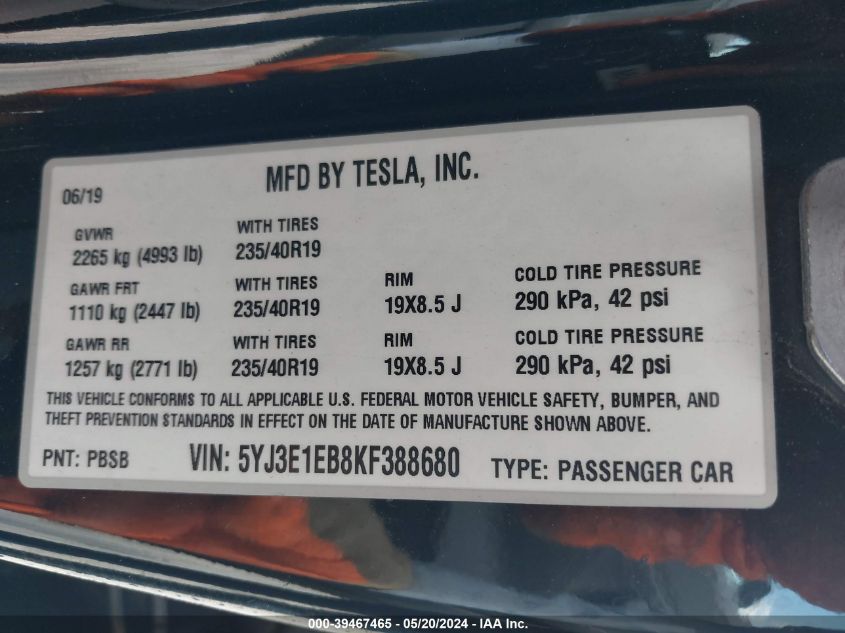 MFD BY TESLA, INC.
06/19
GVWR WITH TIRES
2265 kg (4993 lb) 235/40R19
GAWR FRT WITH TIRES RIM COLD TIRE PRESSURE
1110 kg (2447 lb) 235/40R19 19X8.5 J 290 kPa, 42 psi
GAWR RR WITH TIRES RIM COLD TIRE PRESSURE
1257 kg (2771 lb) 235/40R19 19X8.5 J 290 kPa, 42 psi
THIS VEHICLE CONFORMS TO ALL APPLICABLE U.S. FEDERAL MOTOR VEHICLE SAFETY, BUMPER, AND
THEFT PREVENTION STANDARDS IN EFFECT ON THE DATE OF MANUFACTURE SHOWN ABOVE.
PNT: PBSB VIN: 5YJ3E1EB8KF388680 TYPE: PASSENGER CAR
000-39467465 - 05/20/2024 - IAA Inc.